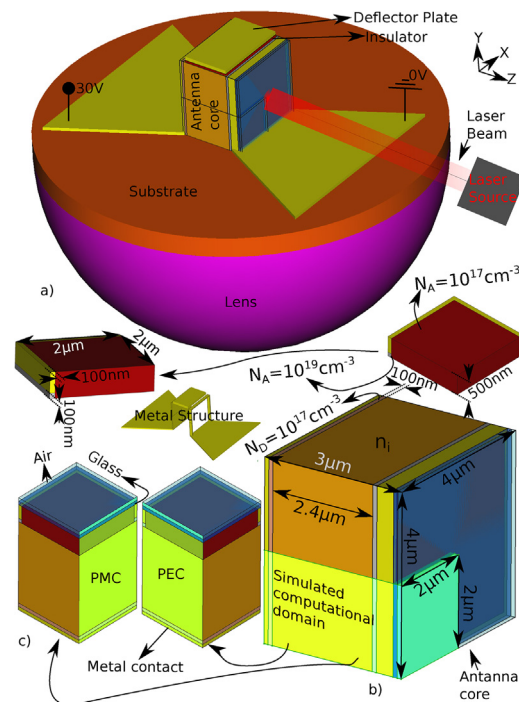 Deflector Plate
Insulator
Y
X
Z
30V
0V
Antenna core
Laser Beam
Laser Source
Substrate
a)
Lens
N_A=10^17cm-3
2μm
2μm
100nm
100nm
N_A=10^19cm-3
100nm
500nm
Metal Structure
N_D=10^17cm-3
n_i
Air
Glass
3μm
4μm
2.4μm
4μm
2μm
2μm
PMC
PEC
Simulated computational domain
c)
Metal contact
b)
Antanna core